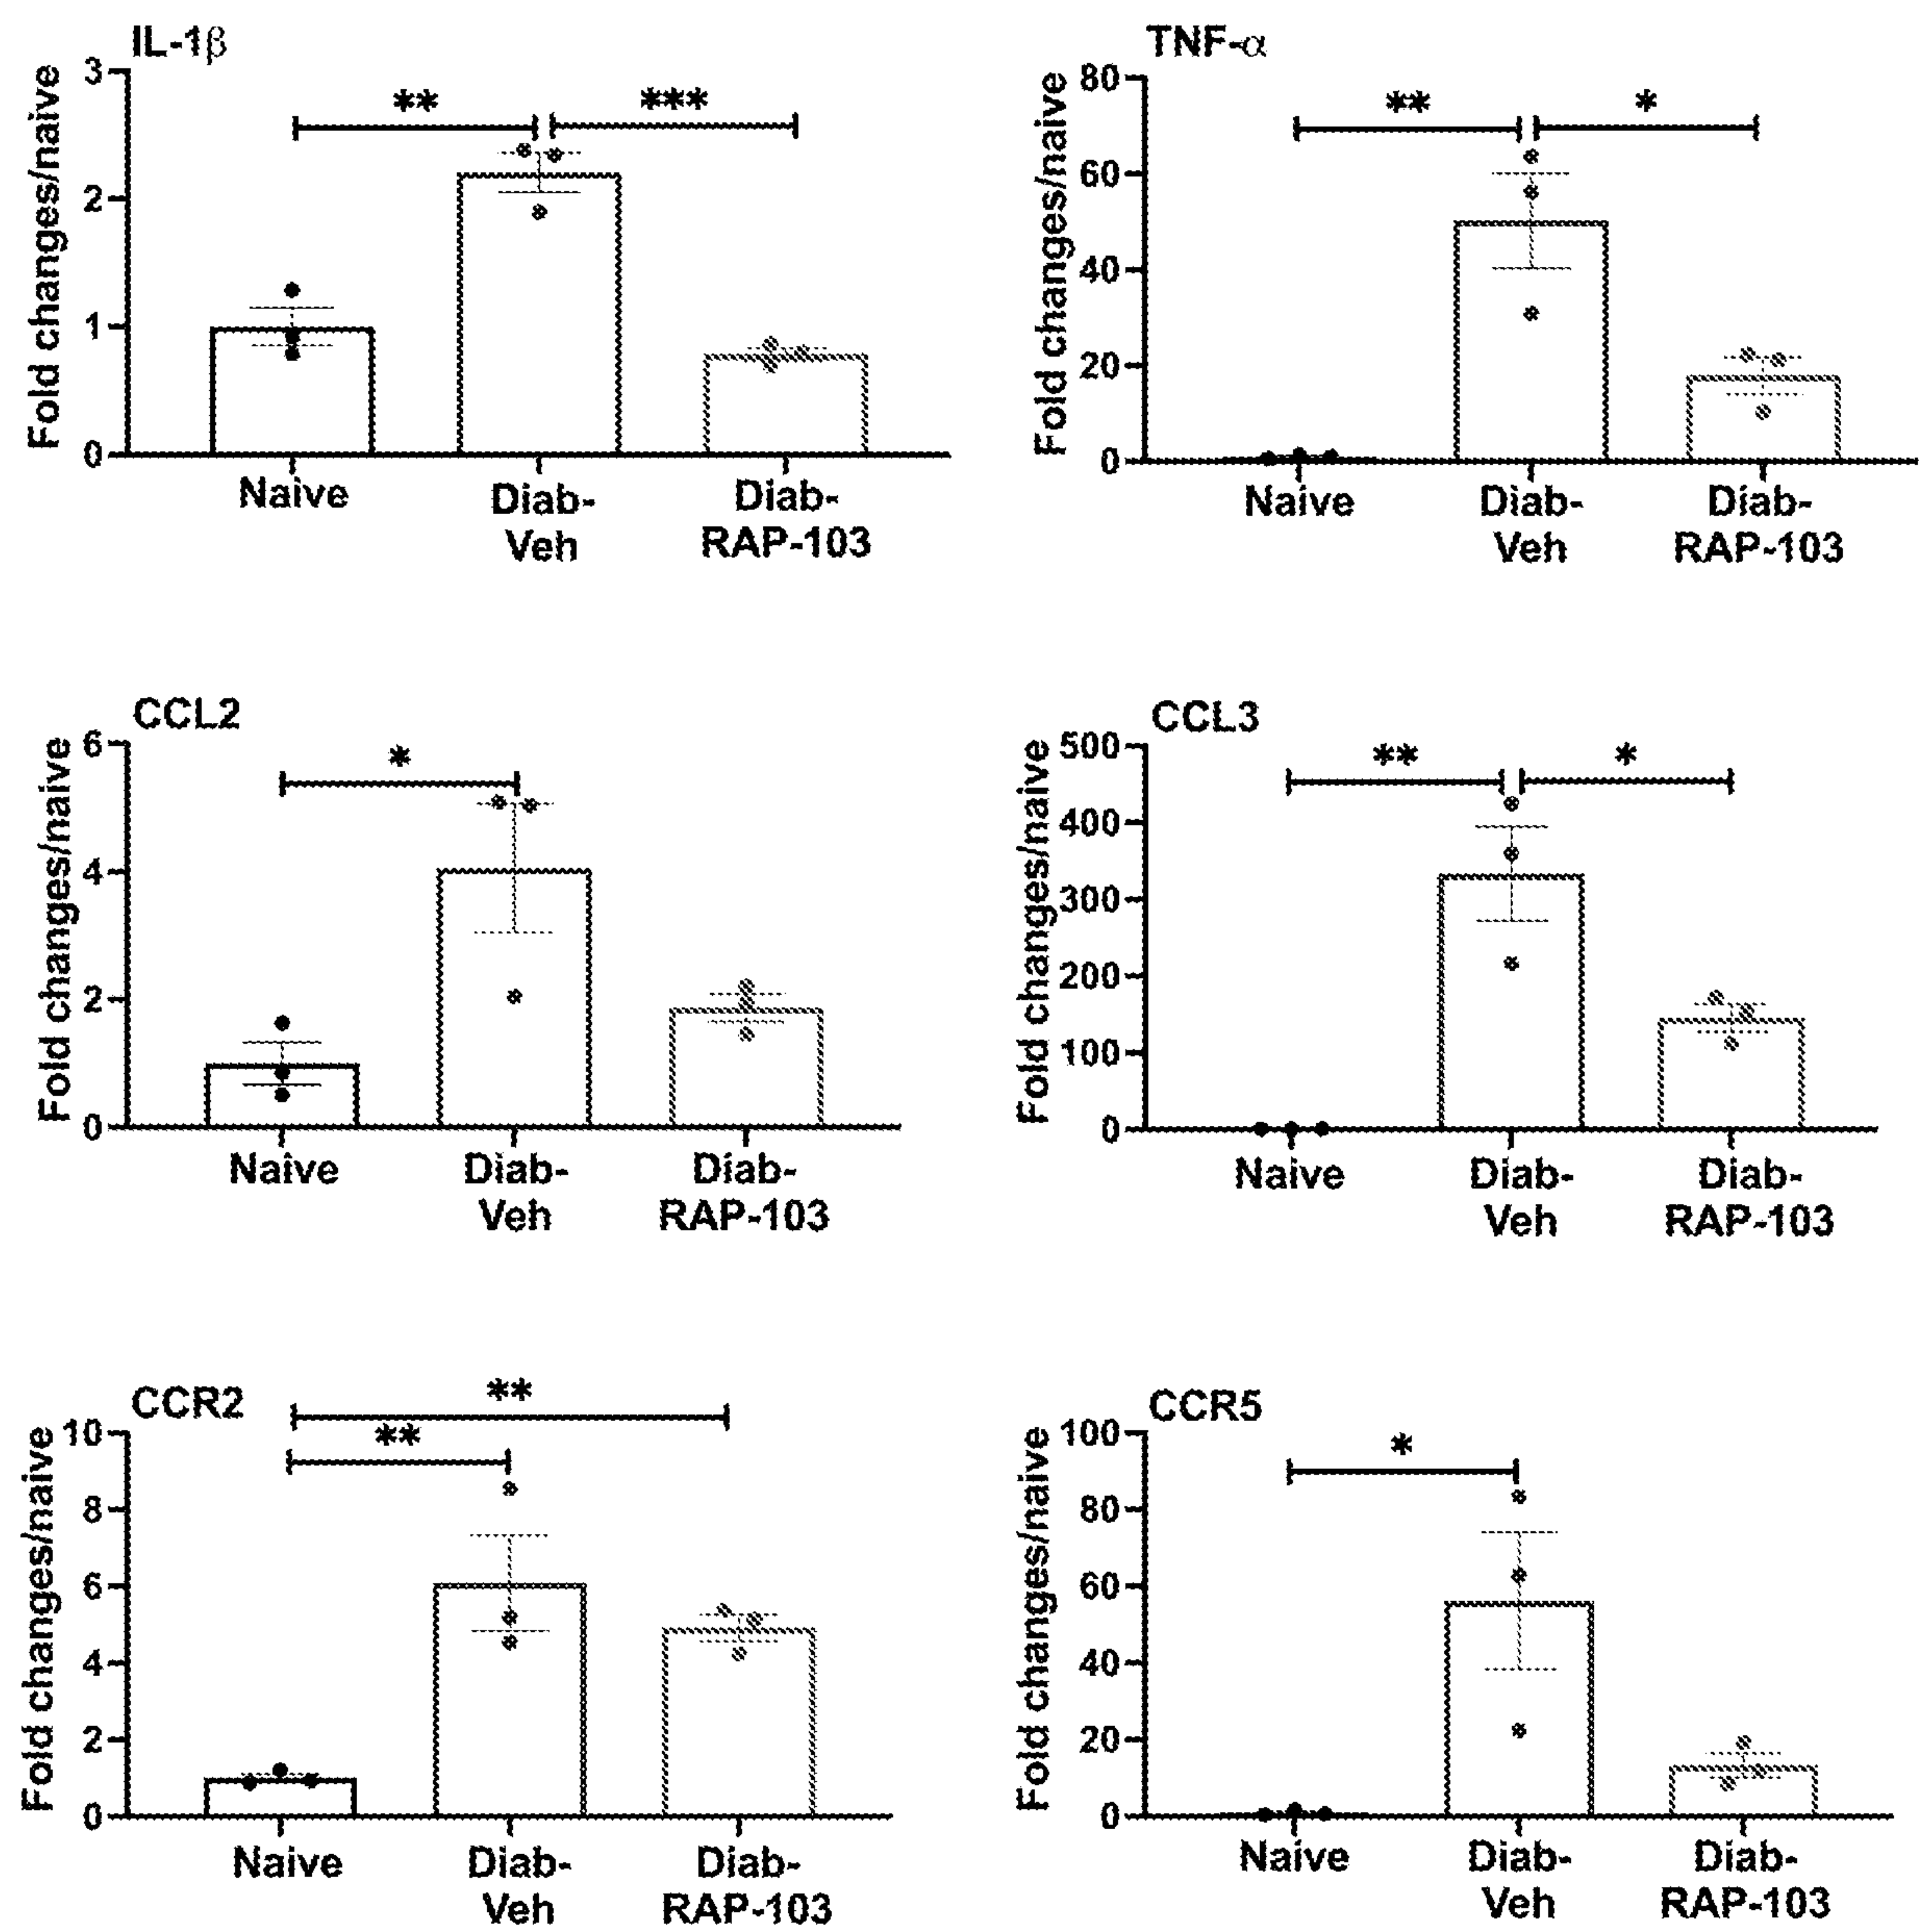 IL-1β
Fold changes/naive
3
2
1
0
**
***
Naive
Diab-
Veh
Diab-
RAP-103
TNF-α
Fold changes/naive
80
60
40
20
0
**
*
Naive
Diab-
Veh
Diab-
RAP-103
CCL2
Fold changes/naive
6
4
2
0
*
Naive
Diab-
Veh
Diab-
RAP-103
CCL3
Fold changes/naive
500
400
300
200
100
0
**
*
Naive
Diab-
Veh
Diab-
RAP-103
CCR2
Fold changes/naive
10
8
6
4
2
0
**
**
Naive
Diab-
Veh
Diab-
RAP-103
CCR5
Fold changes/naive
100
80
60
40
20
0
*
Naive
Diab-
Veh
Diab-
RAP-103